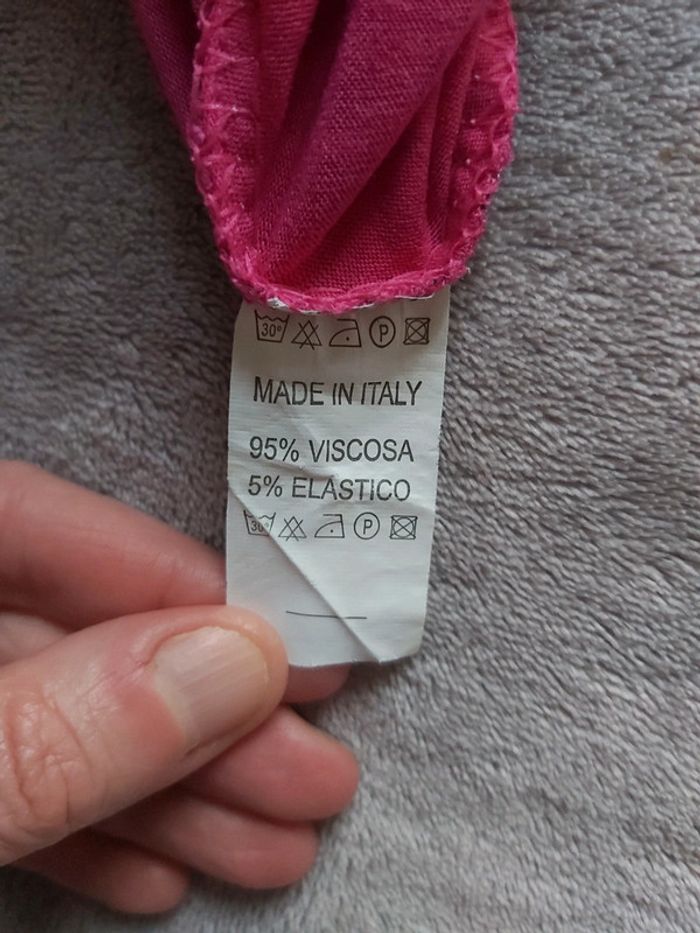 30° P
MADE IN ITALY
95% VISCOSA
5% ELASTICO
30° P